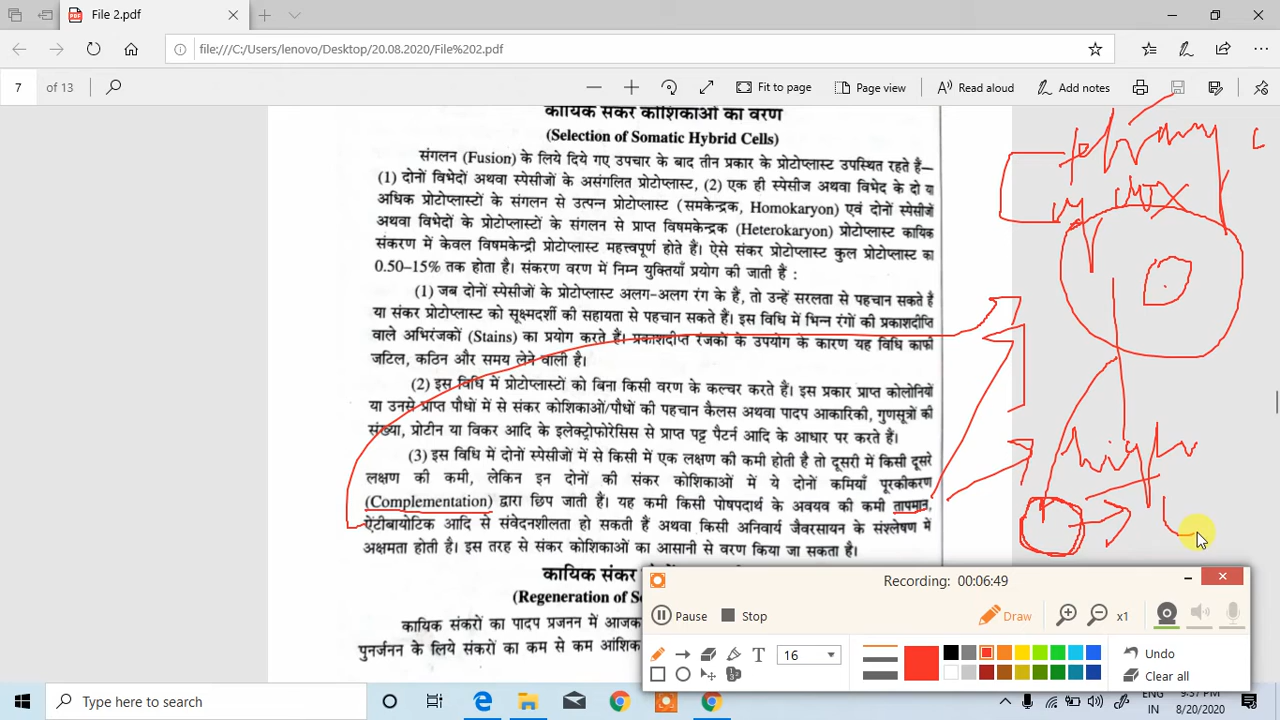 File 2.pdf
file:///C:/Users/lenovo/Desktop/20.08.2020/File%202.pdf
7 of 13
Fit to page
Page view
Read aloud
Add notes
कायिक संकर कोशिकाओं का वरण
(Selection of Somatic Hybrid Cells)
संगलन (Fusion) के लिये दिये गए उपचार के बाद तीन प्रकार के प्रोटोप्लास्ट उपस्थित रहते है—
(1) दोनों विभेदों अथवा स्पेसीजों के असंगलित प्रोटोप्लास्ट, (2) एक ही स्पेसीज अथवा विभेद के दो या
अधिक प्रोटोप्लास्टों के संगलन से उत्पन्न प्रोटोप्लास्ट (समकेन्द्रक, Homokaryon) एवं दोनों स्पेसीजों
अथवा विभेदों के प्रोटोप्लास्टों के संगलन से प्राप्त विषमकेन्द्रक (Heterokaryon) प्रोटोप्लास्ट कायिक
संकरण में केवल विषमकेन्द्री प्रोटोप्लास्ट महत्त्वपूर्ण होते हैं। ऐसे संकर प्रोटोप्लास्ट कुल प्रोटोप्लास्ट का
0.50–15% तक होता है। संकरण वरण में निम्न युक्तियाँ प्रयोग की जाती हैं :
(1) जब दोनों स्पेसीजों के प्रोटोप्लास्ट अलग-अलग रंग के हैं, तो उन्हें सरलता से पहचान सकते हैं
या संकर प्रोटोप्लास्ट को सूक्ष्मदर्शी की सहायता से पहचान सकते हैं। इस विधि में भिन्न रंगों की प्रकाशदीप्ति
वाले अभिरंजकों (Stains) का प्रयोग करते हैं। प्रकाशदीप्त रंजकों के उपयोग के कारण यह विधि काफी
जटिल, कठिन और समय लेने वाली है।
(2) इस विधि में प्रोटोप्लास्टों को बिना किसी वरण के कल्चर करते हैं। इस प्रकार प्राप्त कोलोनियों
या उनसे प्राप्त पौधों में से संकर कोशिकाओं/पौधों की पहचान कैलस अथवा पादप आकारिकी, गुणसूत्रों की
संख्या, प्रोटीन या विकर आदि के इलेक्ट्रोफोरेसिस से प्राप्त पट्ट पैटर्न आदि के आधार पर करते हैं।
(3) इस विधि में दोनों स्पेसीजों में से किसी में एक लक्षण की कमी होती है तो दूसरी में किसी दूसरे
लक्षण की कमी, लेकिन इन दोनों की संकर कोशिकाओं में ये दोनों कमियाँ पूरकीकरण
(Complementation) द्वारा छिप जाती हैं। यह कमी किसी पोषपदार्थ के अवयव की कमी तापमान,
ऐंटीबायोटिक आदि से संवेदनशीलता हो सकती हैं अथवा किसी अनिवार्य जैवरसायन के संश्लेषण में
अक्षमता होती है। इस तरह से संकर कोशिकाओं का आसानी से वरण किया जा सकता है।
कायिक संकर
(Regeneration of
कायिक संकरों का पादप प्रजनन में
पुनर्जनन के लिये संकरों का कम से कम आंशिक
high
Recording: 00:06:49
Pause
Stop
Draw
x1
16
Undo
Clear all
Type here to search
ENG
IN
9:37 PM
8/20/2020